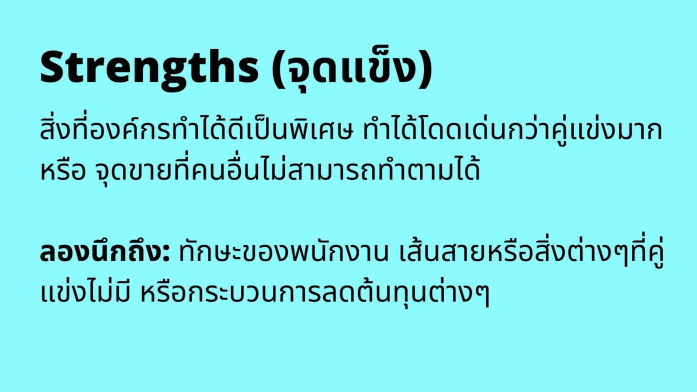 Strengths (จุดแข็ง)
สิ่งที่องค์กรทำได้ดีเป็นพิเศษ ทำได้โดดเด่นกว่าคู่แข่งมาก
หรือ จุดขายที่คนอื่นไม่สามารถทำตามได้
ลองนึกถึง: ทักษะของพนักงาน เส้นสายหรือสิ่งต่างๆที่คู่
แข่งไม่มี หรือกระบวนการลดต้นทุนต่างๆ